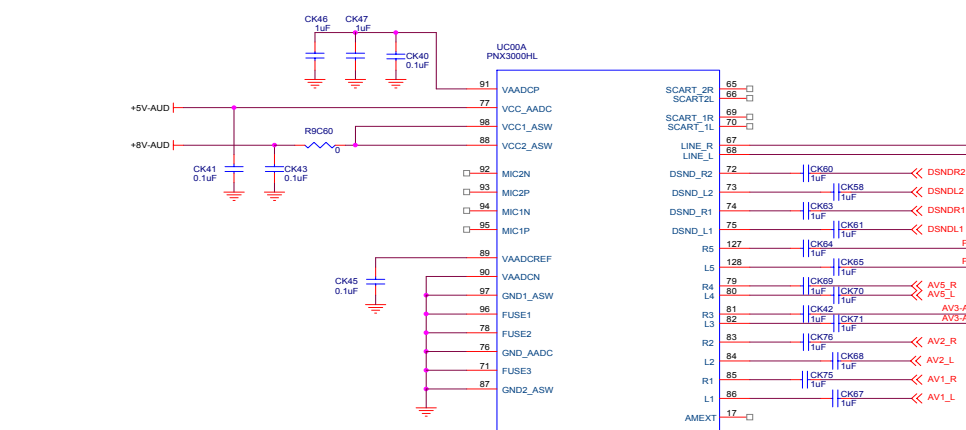 CK46
1uF
CK47
1uF
CK40
0.1uF
UC00A
PNX3000HL
+5V-AUD
+8V-AUD
R9C60
0
CK41
0.1uF
CK43
0.1uF
CK45
0.1uF
91 VAADCP
77 VCC_AADC
98 VCC1_ASW
88 VCC2_ASW
92 MIC2N
93 MIC2P
94 MIC1N
95 MIC1P
89 VAADCREF
90 VAADCN
97 GND1_ASW
96 FUSE1
78 FUSE2
76 GND_AADC
71 FUSE3
87 GND2_ASW
SCART_2R 65
SCART2L 66
SCART_1R 69
SCART_1L 70
LINE_R 67
LINE_L 68
DSND_R2 72 CK60 1uF DSNDR2
DSND_L2 73 CK58 1uF DSNDL2
DSND_R1 74 CK63 1uF DSNDR1
DSND_L1 75 CK61 1uF DSNDL1
R5 127 CK64 1uF
L5 128 CK65 1uF
R4 79 CK69 1uF AV5_R
L4 80 CK70 1uF AV5_L
R3 81 CK42 1uF AV3-A
L3 82 CK71 1uF AV3-A
R2 83 CK76 1uF AV2_R
L2 84 CK68 1uF AV2_L
R1 85 CK75 1uF AV1_R
L1 86 CK67 1uF AV1_L
AMEXT 17